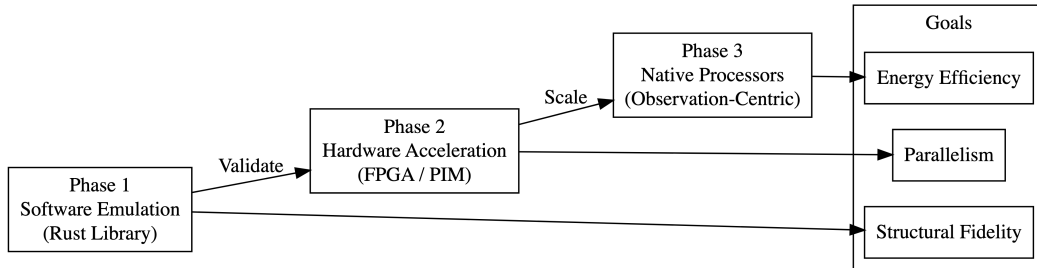 Phase 1
Software Emulation
(Rust Library)
Validate
Phase 2
Hardware Acceleration
(FPGA / PIM)
Scale
Phase 3
Native Processors
(Observation-Centric)
Goals
Energy Efficiency
Parallelism
Structural Fidelity